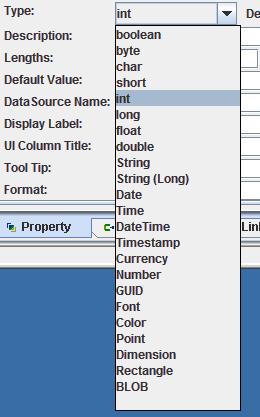 Type: int De
Description: boolean
byte
Lengths: char
Default Value: short
DataSource Name: int
Display Label: long
float
UI Column Title: double
Tool Tip: String
Format: String (Long)
Date
Time
Property DateTime Lin
Timestamp
Currency
Number
GUID
Font
Color
Point
Dimension
Rectangle
BLOB